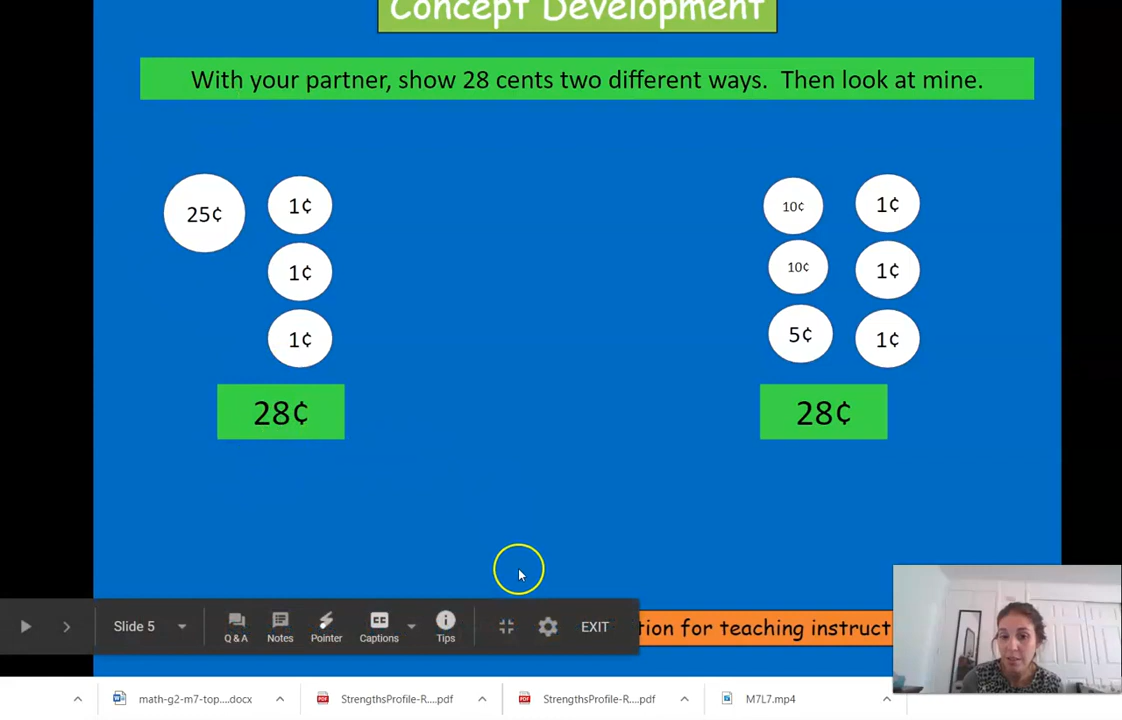 Concept Development
With your partner, show 28 cents two different ways. Then look at mine.
25¢ 1¢
1¢
1¢
28¢
10¢ 1¢
10¢ 1¢
5¢ 1¢
28¢
Slide 5
Q & A
Notes
Pointer
Captions
Tips
EXIT
tion for teaching instruct
math-g2-m7-top....docx
StrengthsProfile-R....pdf
StrengthsProfile-R....pdf
M7L7.mp4